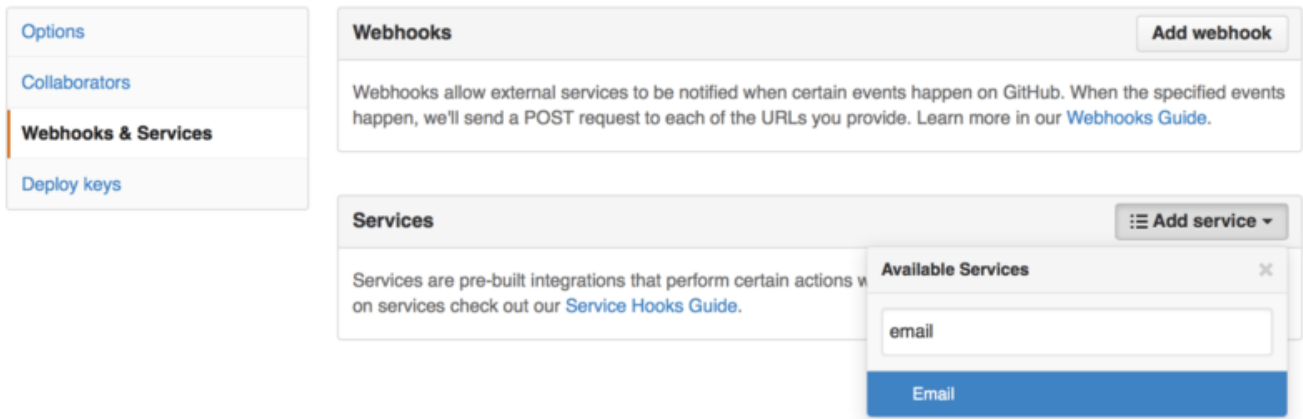 Options
Collaborators
Webhooks & Services
Deploy keys
Webhooks
Add webhook
Webhooks allow external services to be notified when certain events happen on GitHub. When the specified events
happen, we'll send a POST request to each of the URLs you provide. Learn more in our Webhooks Guide.
Services
Add service
Services are pre-built integrations that perform certain actions w
on services check out our Service Hooks Guide.
Available Services
email
Email